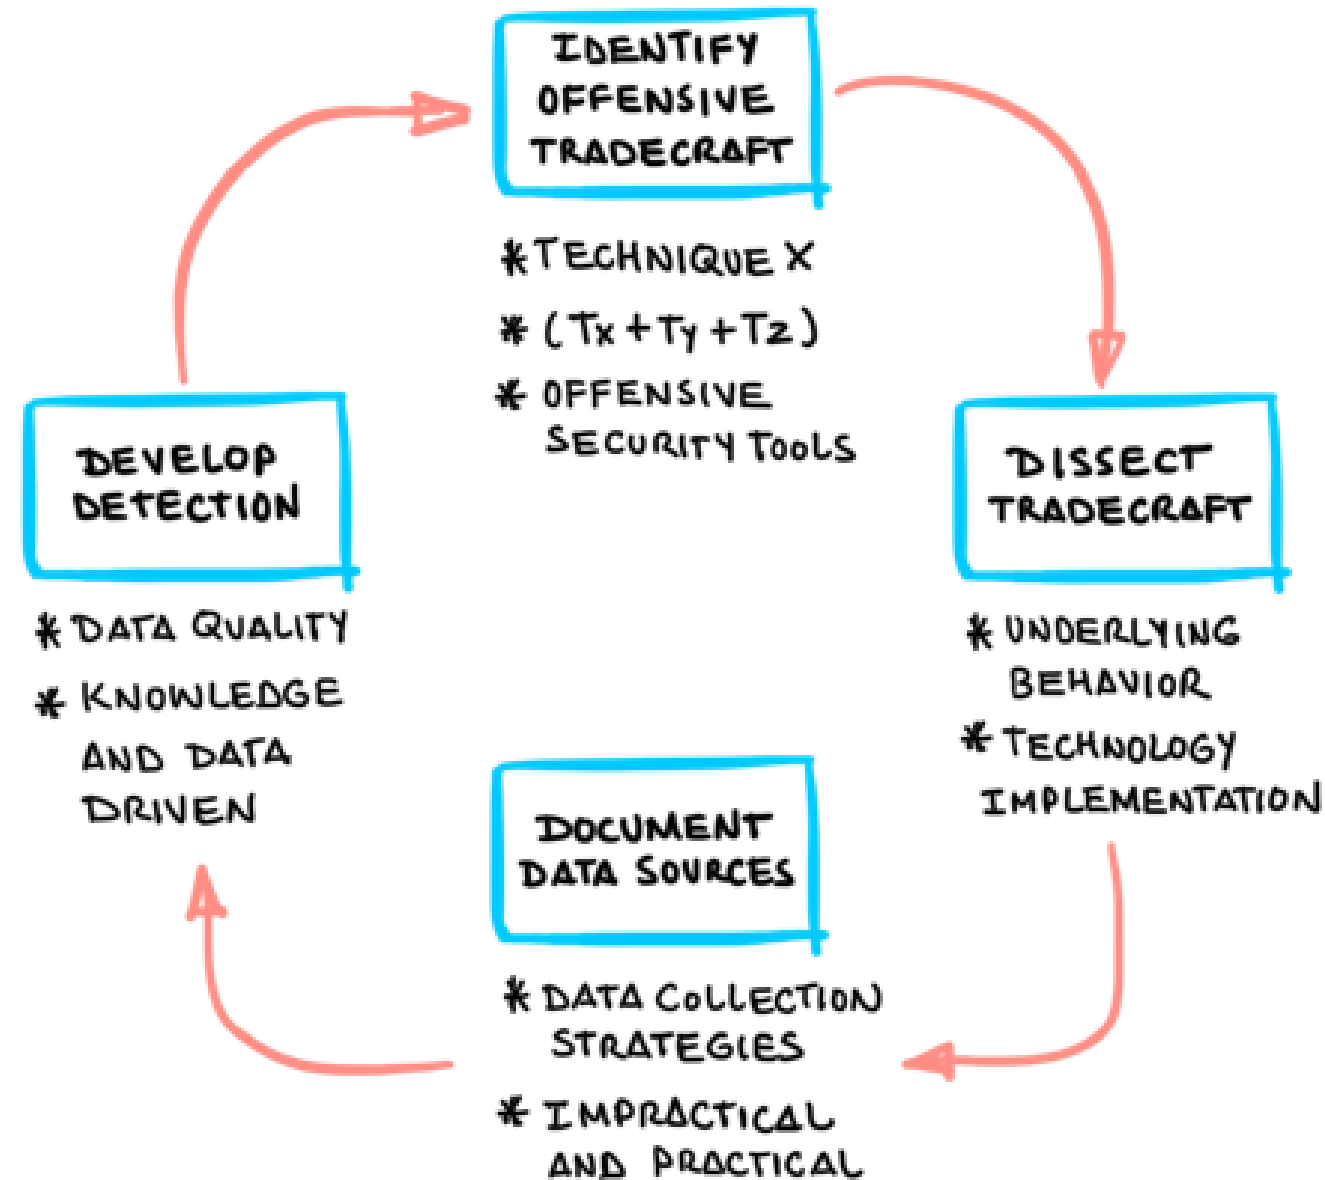 IDENTIFY
OFFENSIVE
TRADECRAFT
* TECHNIQUE X
* (Tx + Ty + Tz)
* OFFENSIVE
SECURITY TOOLS
DISSECT
TRADECRAFT
* UNDERLYING
BEHAVIOR
* TECHNOLOGY
IMPLEMENTATION
DOCUMENT
DATA SOURCES
* DATA COLLECTION
STRATEGIES
* IMPRACTICAL
AND PRACTICAL
DEVELOP
DETECTION
* DATA QUALITY
* KNOWLEDGE
AND DATA
DRIVEN